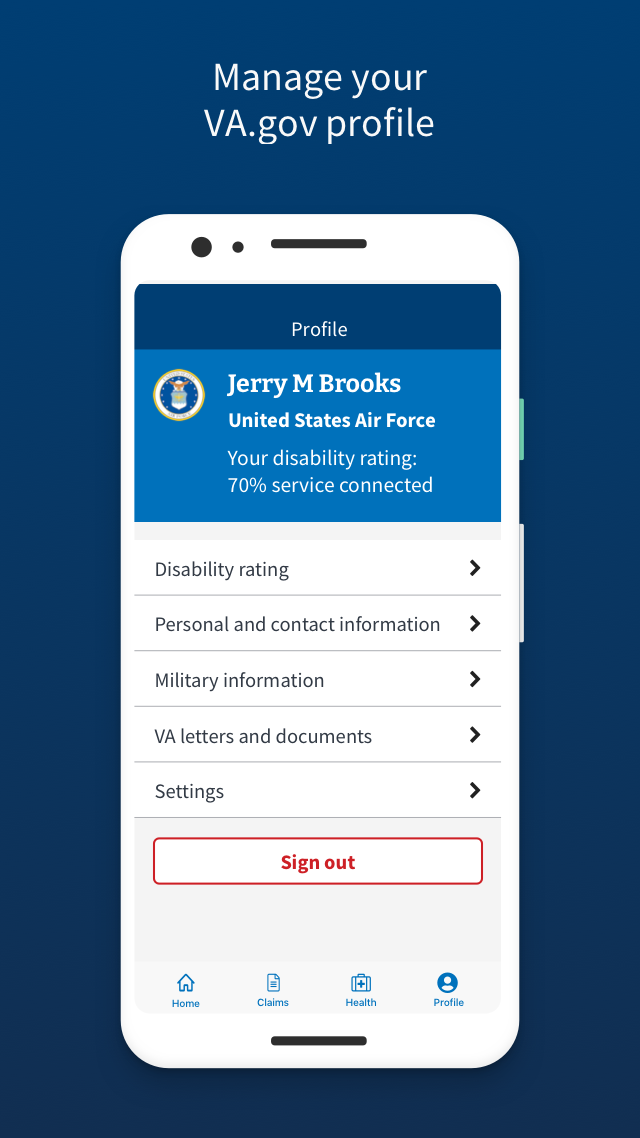 Manage your
VA.gov profile
Profile
Jerry M Brooks
United States Air Force
Your disability rating:
70% service connected
Disability rating
Personal and contact information
Military information
VA letters and documents
Settings
Sign out
Home
Claims
Health
Profile